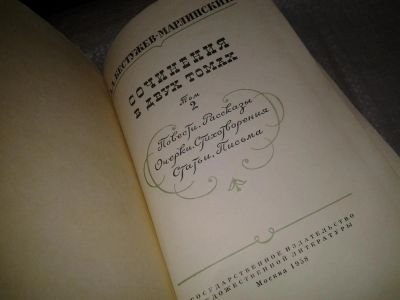 А. БЕСТУЖЕВ-МАРЛИНСКИЙ
СОЧИНЕНИЯ
В ДВУХ ТОМАХ
Том
2
Повести. Рассказы
Очерки. Стихотворения
Статьи. Письма
ГОСУДАРСТВЕННОЕ ИЗДАТЕЛЬСТВО
ХУДОЖЕСТВЕННОЙ ЛИТЕРАТУРЫ
Москва 1958